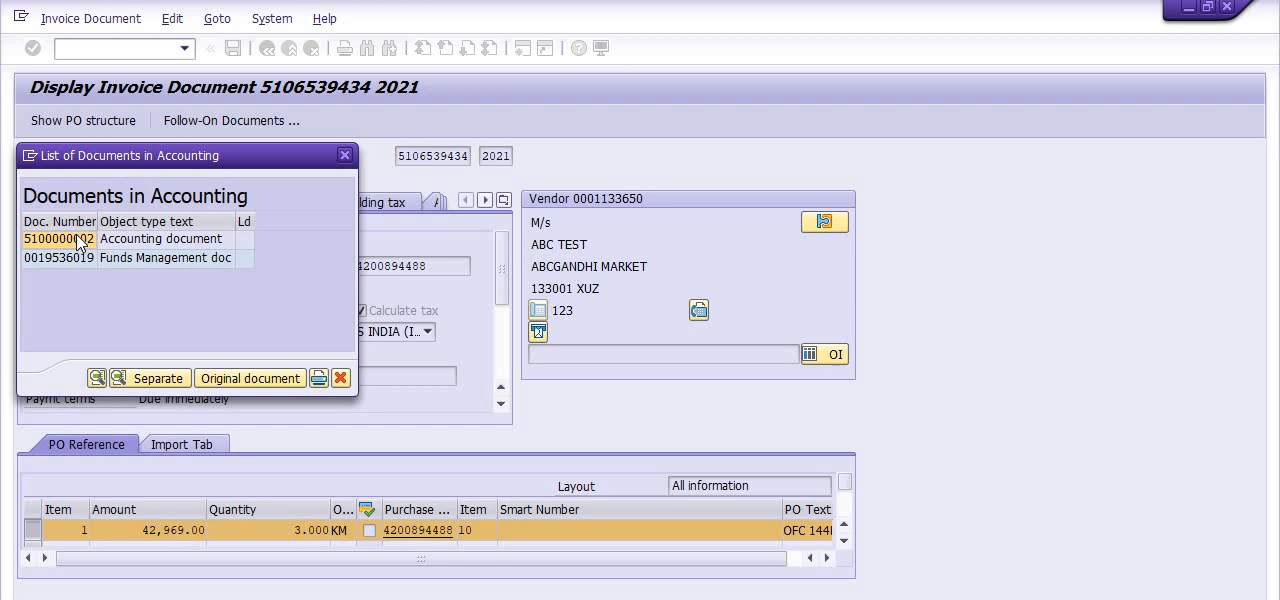 Invoice Document Edit Goto System Help
Display Invoice Document 5106539434 2021
Show PO structure Follow-On Documents ...
List of Documents in Accounting
5106539434 2021
Documents in Accounting
Doc. Number Object type text Ld
Accounting document
0019536019 Funds Management doc
Separate Original document
lding tax
4200894488
Calculate tax
S INDIA (I...
Paymt terms Due immediately
Vendor 0001133650
M/s
ABC TEST
ABCGANDHI MARKET
133001 XUZ
123
OI
PO Reference Import Tab
Layout All information
Item Amount Quantity O... Purchase ... Item Smart Number PO Text
1 42,969.00 3.000 KM 4200894488 10 OFC 144